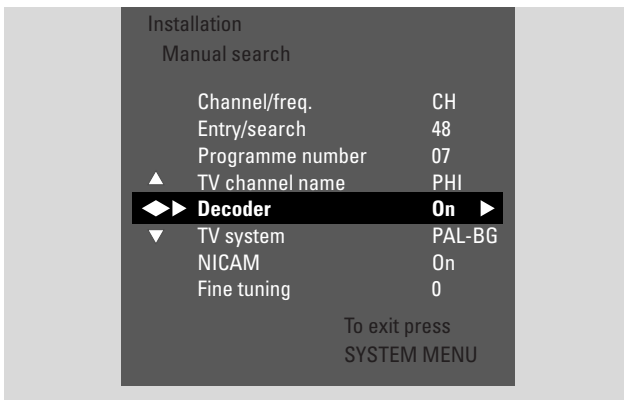 Installation
Manual search
Channel/freq. CH
Entry/search 48
Programme number 07
TV channel name PHI
Decoder On
TV system PAL-BG
NICAM On
Fine tuning 0
To exit press
SYSTEM MENU